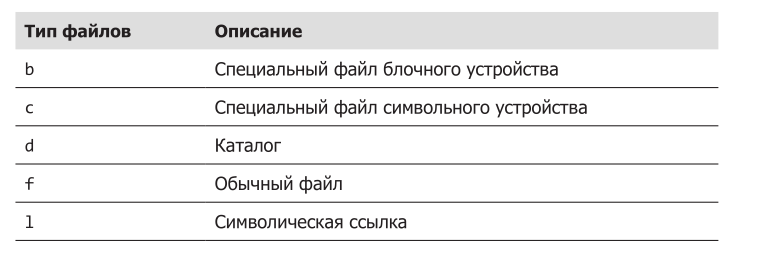 Тип файлов Описание
b Специальный файл блочного устройства
c Специальный файл символьного устройства
d Каталог
f Обычный файл
l Символическая ссылка